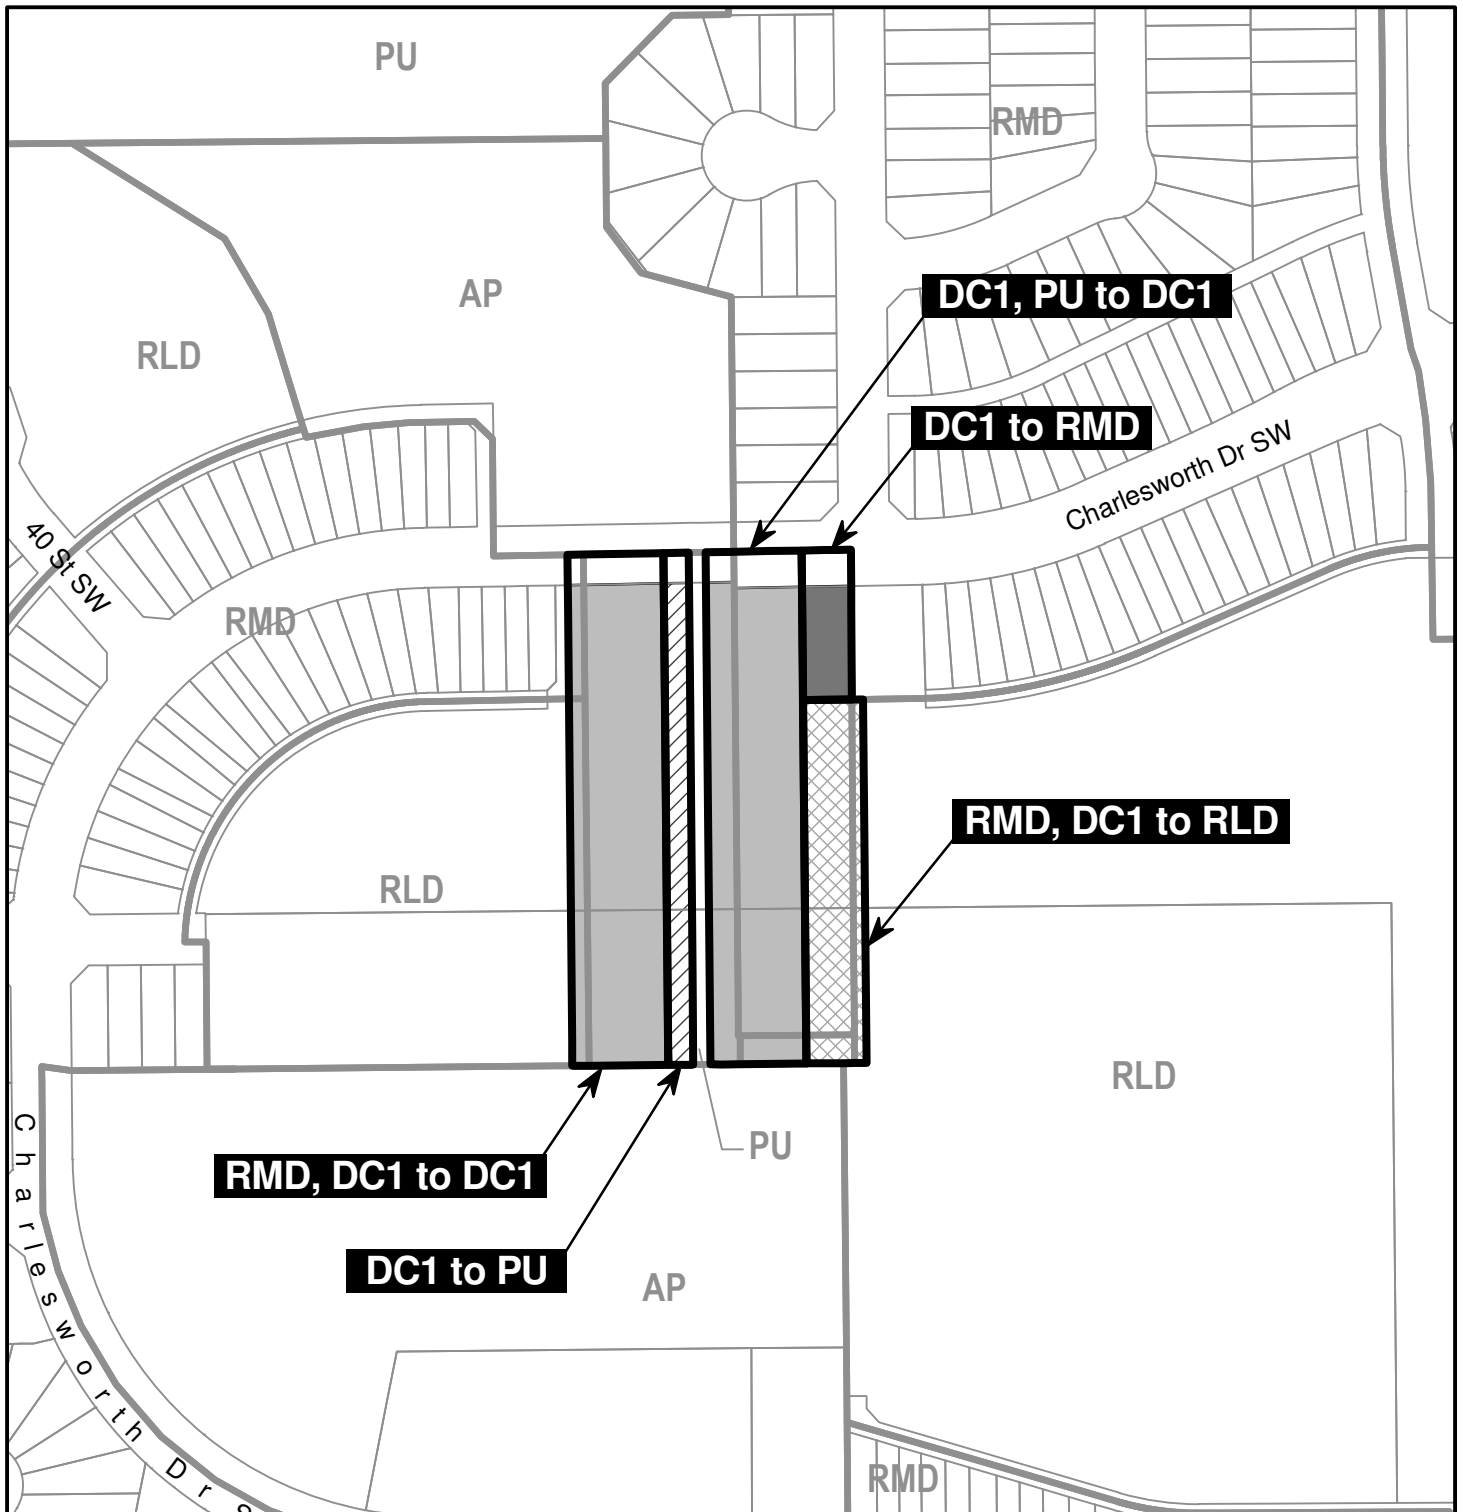 PU
RMD
AP
DC1, PU to DC1
RLD
DC1 to RMD
Charlesworth Dr SW
40 St SW
RMD
RMD, DC1 to RLD
RLD
RLD
Charlesworth Dr S
PU
RMD, DC1 to DC1
DC1 to PU
AP
RMD